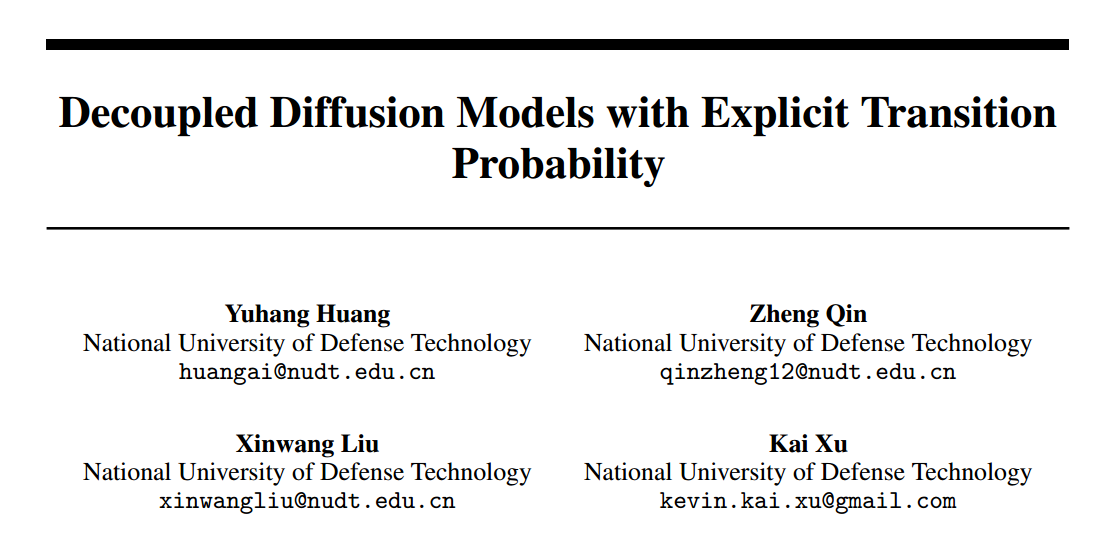 Decoupled Diffusion Models with Explicit Transition
Probability
Yuhang Huang
National University of Defense Technology
huangai@nudt.edu.cn
Zheng Qin
National University of Defense Technology
qinzheng12@nudt.edu.cn
Xinwang Liu
National University of Defense Technology
xinwangliu@nudt.edu.cn
Kai Xu
National University of Defense Technology
kevin.kai.xu@gmail.com